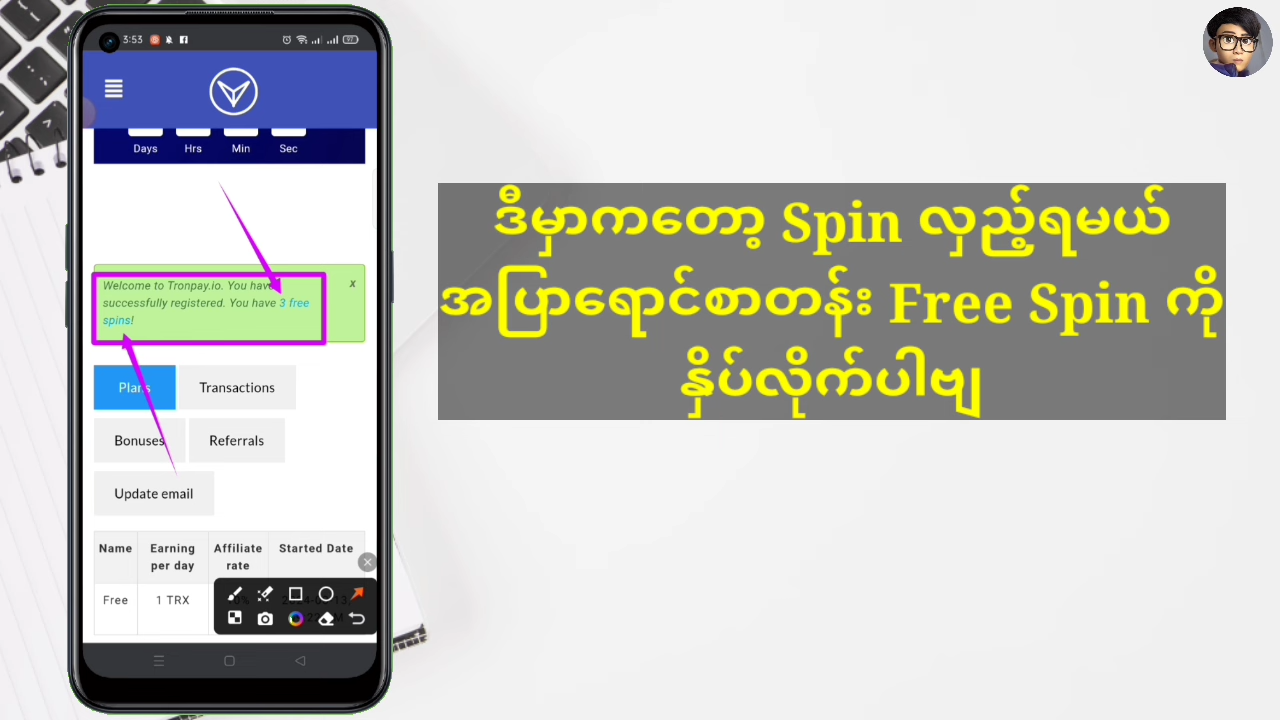 3:53
97
Days Hrs Min Sec
Welcome to Tronpay.io. You have
successfully registered. You have 3 free
spins!
x
Plans
Transactions
Bonuses
Referrals
Update email
Name Earning per day Affiliate rate Started Date
Free 1 TRX
ဒီမှာကတော့ Spin လှည့်ရမယ်
အပြာရောင်စာတန်း Free Spin ကို
နှိပ်လိုက်ပါဗျ